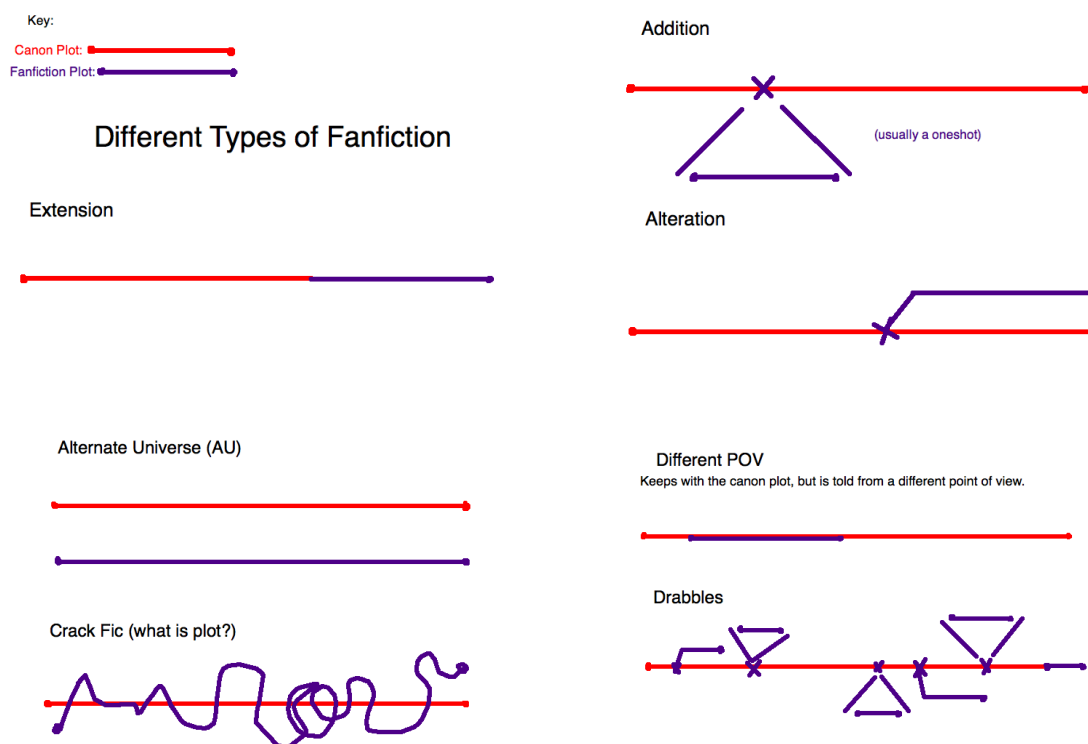 Key:
Canon Plot:
Fanfiction Plot:
Different Types of Fanfiction
Extension
Alternate Universe (AU)
Crack Fic (what is plot?)
Addition
(usually a oneshot)
Alteration
Different POV
Keeps with the canon plot, but is told from a different point of view.
Drabbles